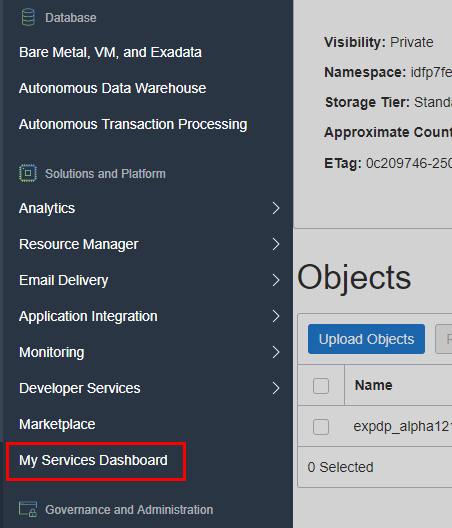 Database
Bare Metal, VM, and Exadata
Autonomous Data Warehouse
Autonomous Transaction Processing
Solutions and Platform
Analytics
Resource Manager
Email Delivery
Application Integration
Monitoring
Developer Services
Marketplace
My Services Dashboard
Governance and Administration
Visibility: Private
Namespace: idfp7fe
Storage Tier: Standa
Approximate Count
ETag: 0c209746-250
Objects
Upload Objects
Name
expdp_alpha121
0 Selected